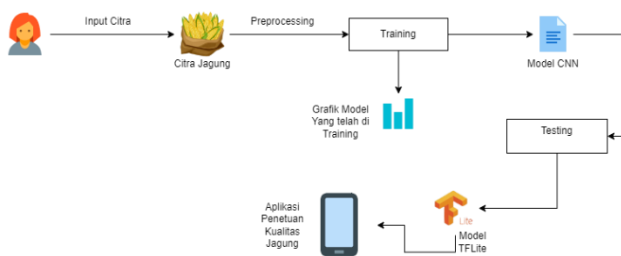 Input Citra
Preprocessing
Training
Citra Jagung
Model CNN
Grafik Model
Yang telah di
Training
Testing
Aplikasi
Penetuan
Kualitas
Jagung
Lite
Model
TFLite